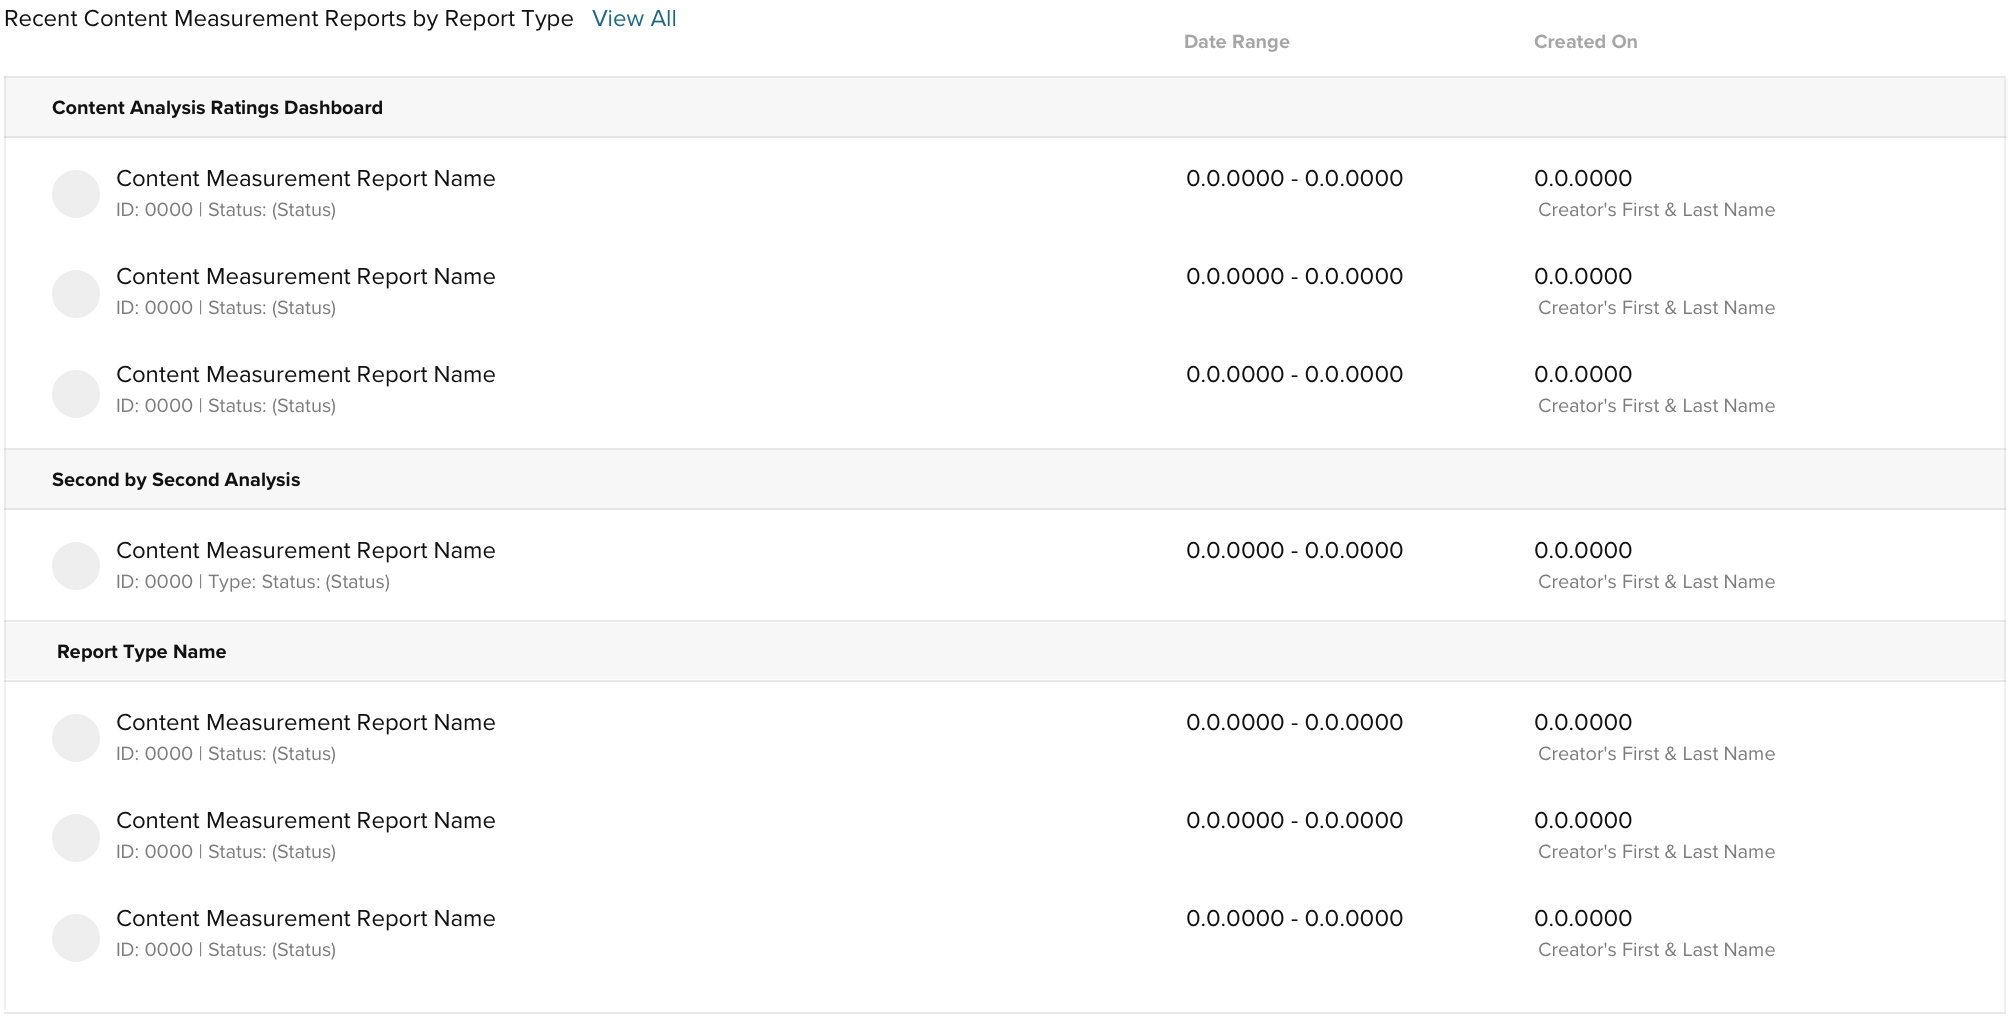 Recent Content Measurement Reports by Report Type View All
Date Range Created On
Content Analysis Ratings Dashboard
Content Measurement Report Name 0.0.0000 - 0.0.0000 0.0.0000
ID: 0000 | Status: (Status) Creator's First & Last Name
Content Measurement Report Name 0.0.0000 - 0.0.0000 0.0.0000
ID: 0000 | Status: (Status) Creator's First & Last Name
Content Measurement Report Name 0.0.0000 - 0.0.0000 0.0.0000
ID: 0000 | Status: (Status) Creator's First & Last Name
Second by Second Analysis
Content Measurement Report Name 0.0.0000 - 0.0.0000 0.0.0000
ID: 0000 | Type: Status: (Status) Creator's First & Last Name
Report Type Name
Content Measurement Report Name 0.0.0000 - 0.0.0000 0.0.0000
ID: 0000 | Status: (Status) Creator's First & Last Name
Content Measurement Report Name 0.0.0000 - 0.0.0000 0.0.0000
ID: 0000 | Status: (Status) Creator's First & Last Name
Content Measurement Report Name 0.0.0000 - 0.0.0000 0.0.0000
ID: 0000 | Status: (Status) Creator's First & Last Name